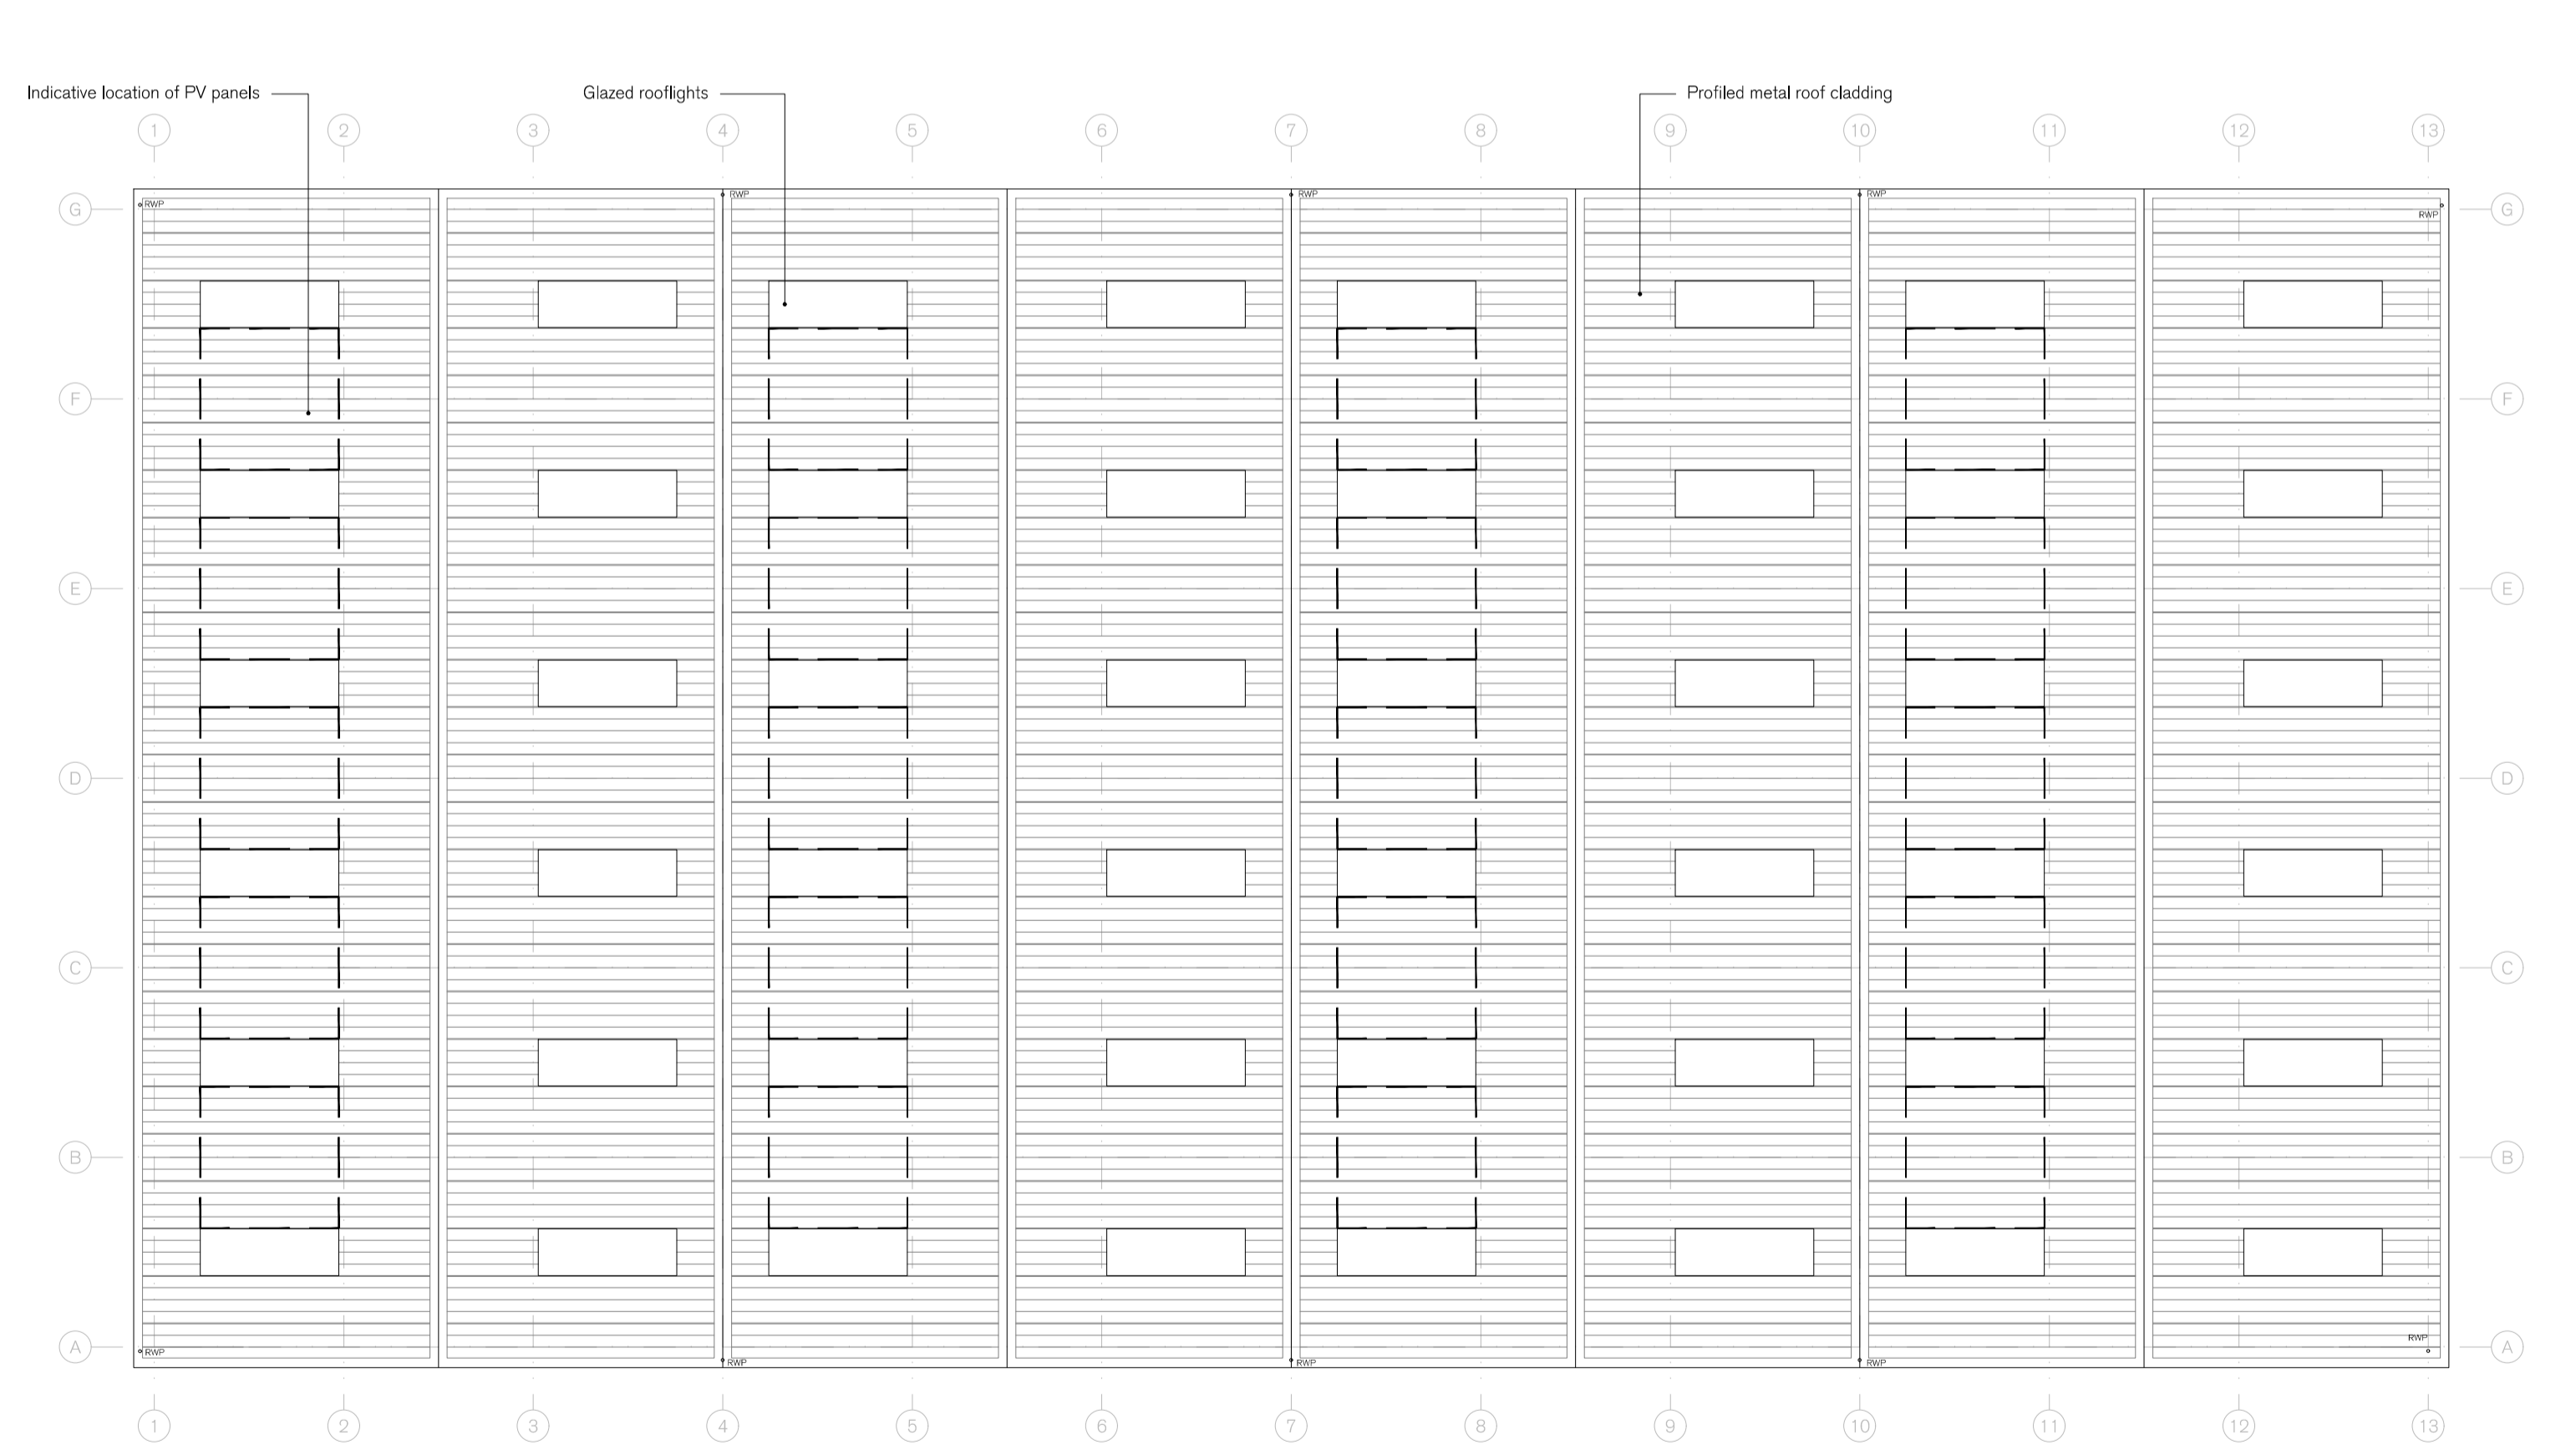 Indicative location of PV panels
Glazed rooflights
Profiled metal roof cladding
1 2 3 4 5 6 7 8 9 10 11 12 13
RWP RWP RWP
RWP
G RWP G
F F
E E
D D
C C
B B
RWP
A A
RWP
RWP RWP RWP
1 2 3 4 5 6 7 8 9 10 11 12 13